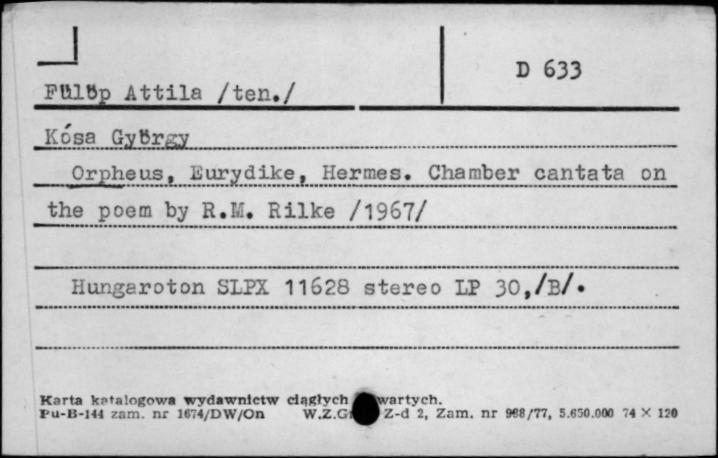 D 633
Fülöp Attila /ten./
Kósa György
Orpheus, Eurydike, Hermes. Chamber cantata on
the poem by R.M. Rilke /1967/
Hungaroton SLPX 11628 stereo LP 30,/B/.
Karta katalogowa wydawnictw ciągłych wartych.
Pu-B-144 zam. nr 1674/DW/On W.Z.G Z-d 2, Zam. nr 988/77, 5.650.000 74 × 120